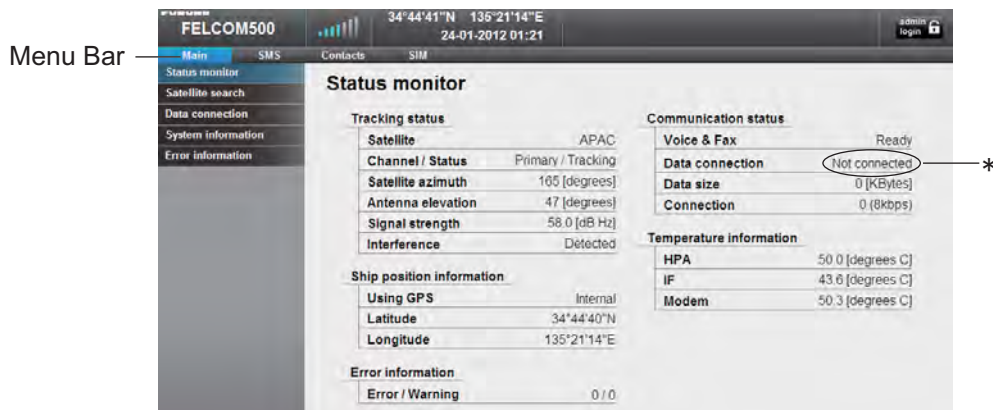 FURUNO
FELCOM500
34°44'41"N 135°21'14"E
24-01-2012 01:21
admin
login
Menu Bar
Main SMS Contacts SIM
Status monitor
Satellite search
Data connection
System information
Error information
Status monitor
Tracking status
Satellite APAC
Channel / Status Primary / Tracking
Satellite azimuth 165 [degrees]
Antenna elevation 47 [degrees]
Signal strength 58.0 [dB Hz]
Interference Detected
Ship position information
Using GPS Internal
Latitude 34°44'40"N
Longitude 135°21'14"E
Error information
Error / Warning 0 / 0
Communication status
Voice & Fax Ready
Data connection Not connected *
Data size 0 [KBytes]
Connection 0 (8kbps)
Temperature information
HPA 50.0 [degrees C]
IF 43.6 [degrees C]
Modem 50.3 [degrees C]